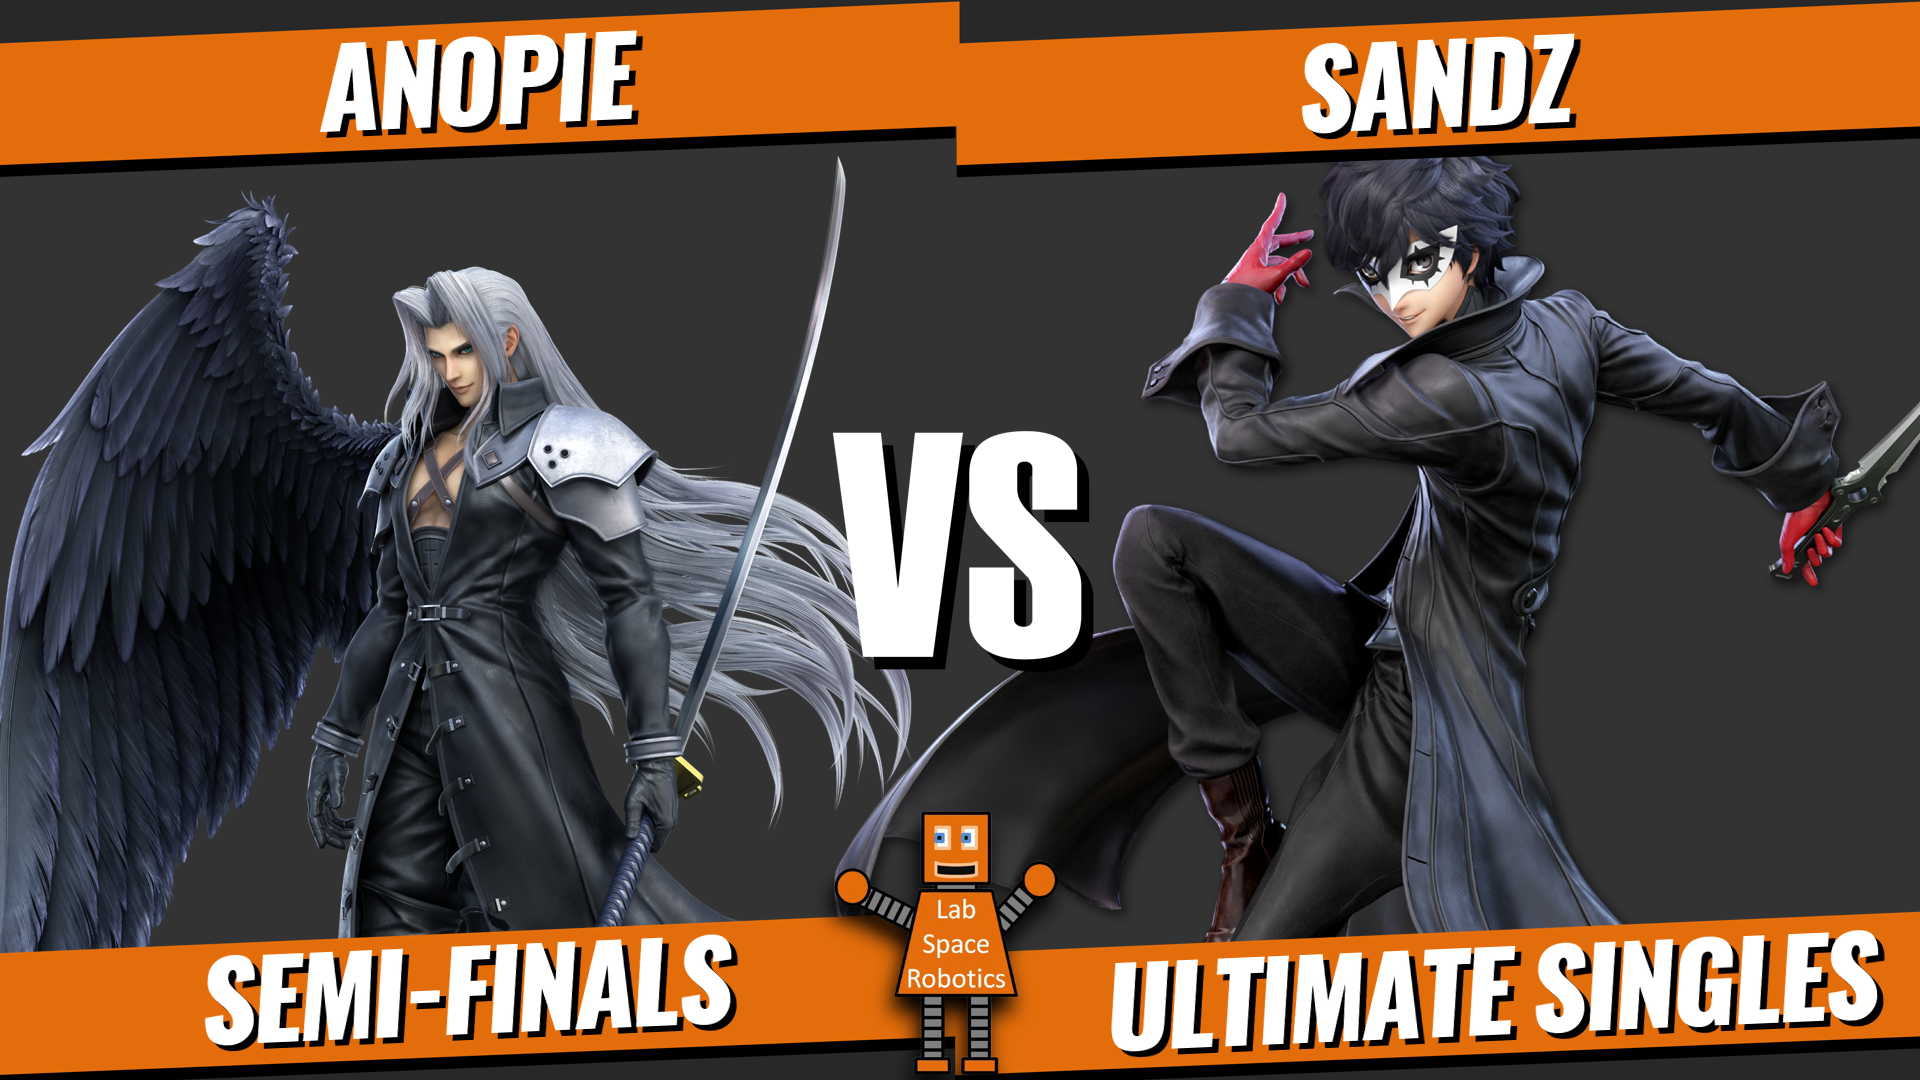 ANOPIE
SANDZ
VS
SEMI-FINALS
Lab
Space
Robotics
ULTIMATE SINGLES